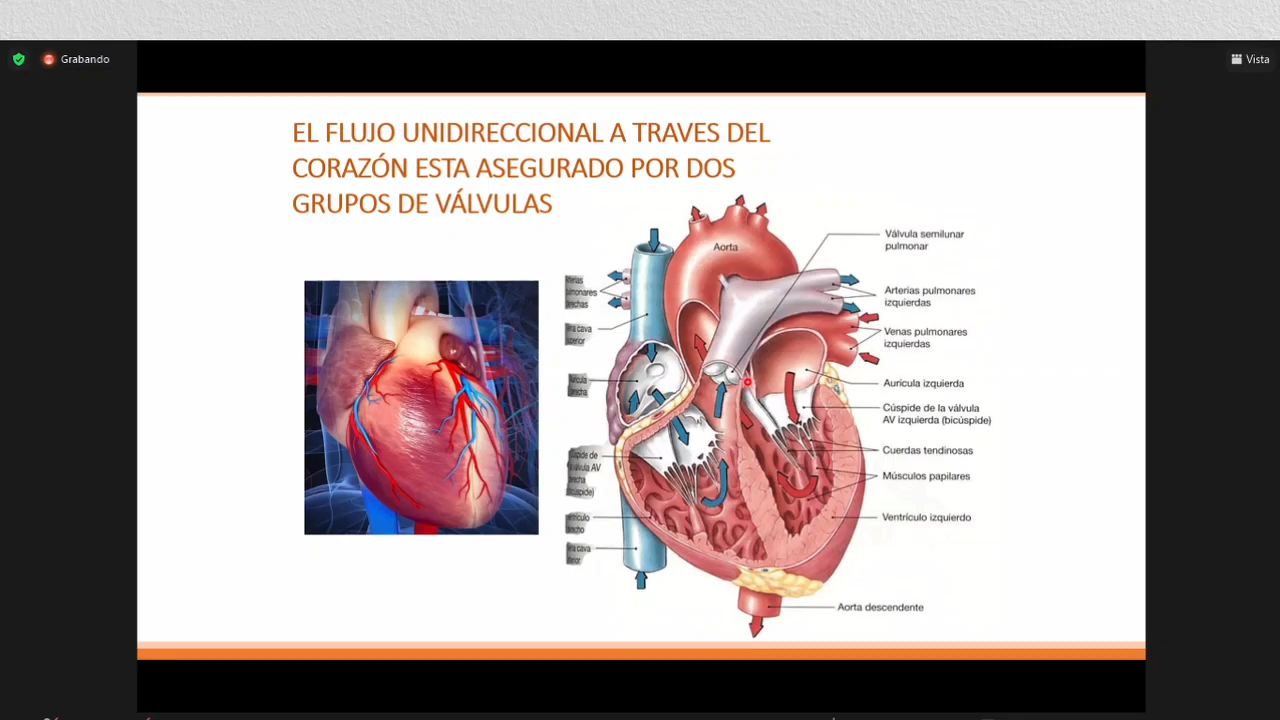 Grabando
Vista
EL FLUJO UNIDIRECCIONAL A TRAVES DEL
CORAZÓN ESTA ASEGURADO POR DOS
GRUPOS DE VÁLVULAS
Aorta
Válvula semilunar
pulmonar
Arterias pulmonares
izquierdas
Venas pulmonares
izquierdas
Aurícula izquierda
Cúspide de la válvula
AV izquierda (bicúspide)
Cuerdas tendinosas
Músculos papilares
Ventrículo izquierdo
Aorta descendente